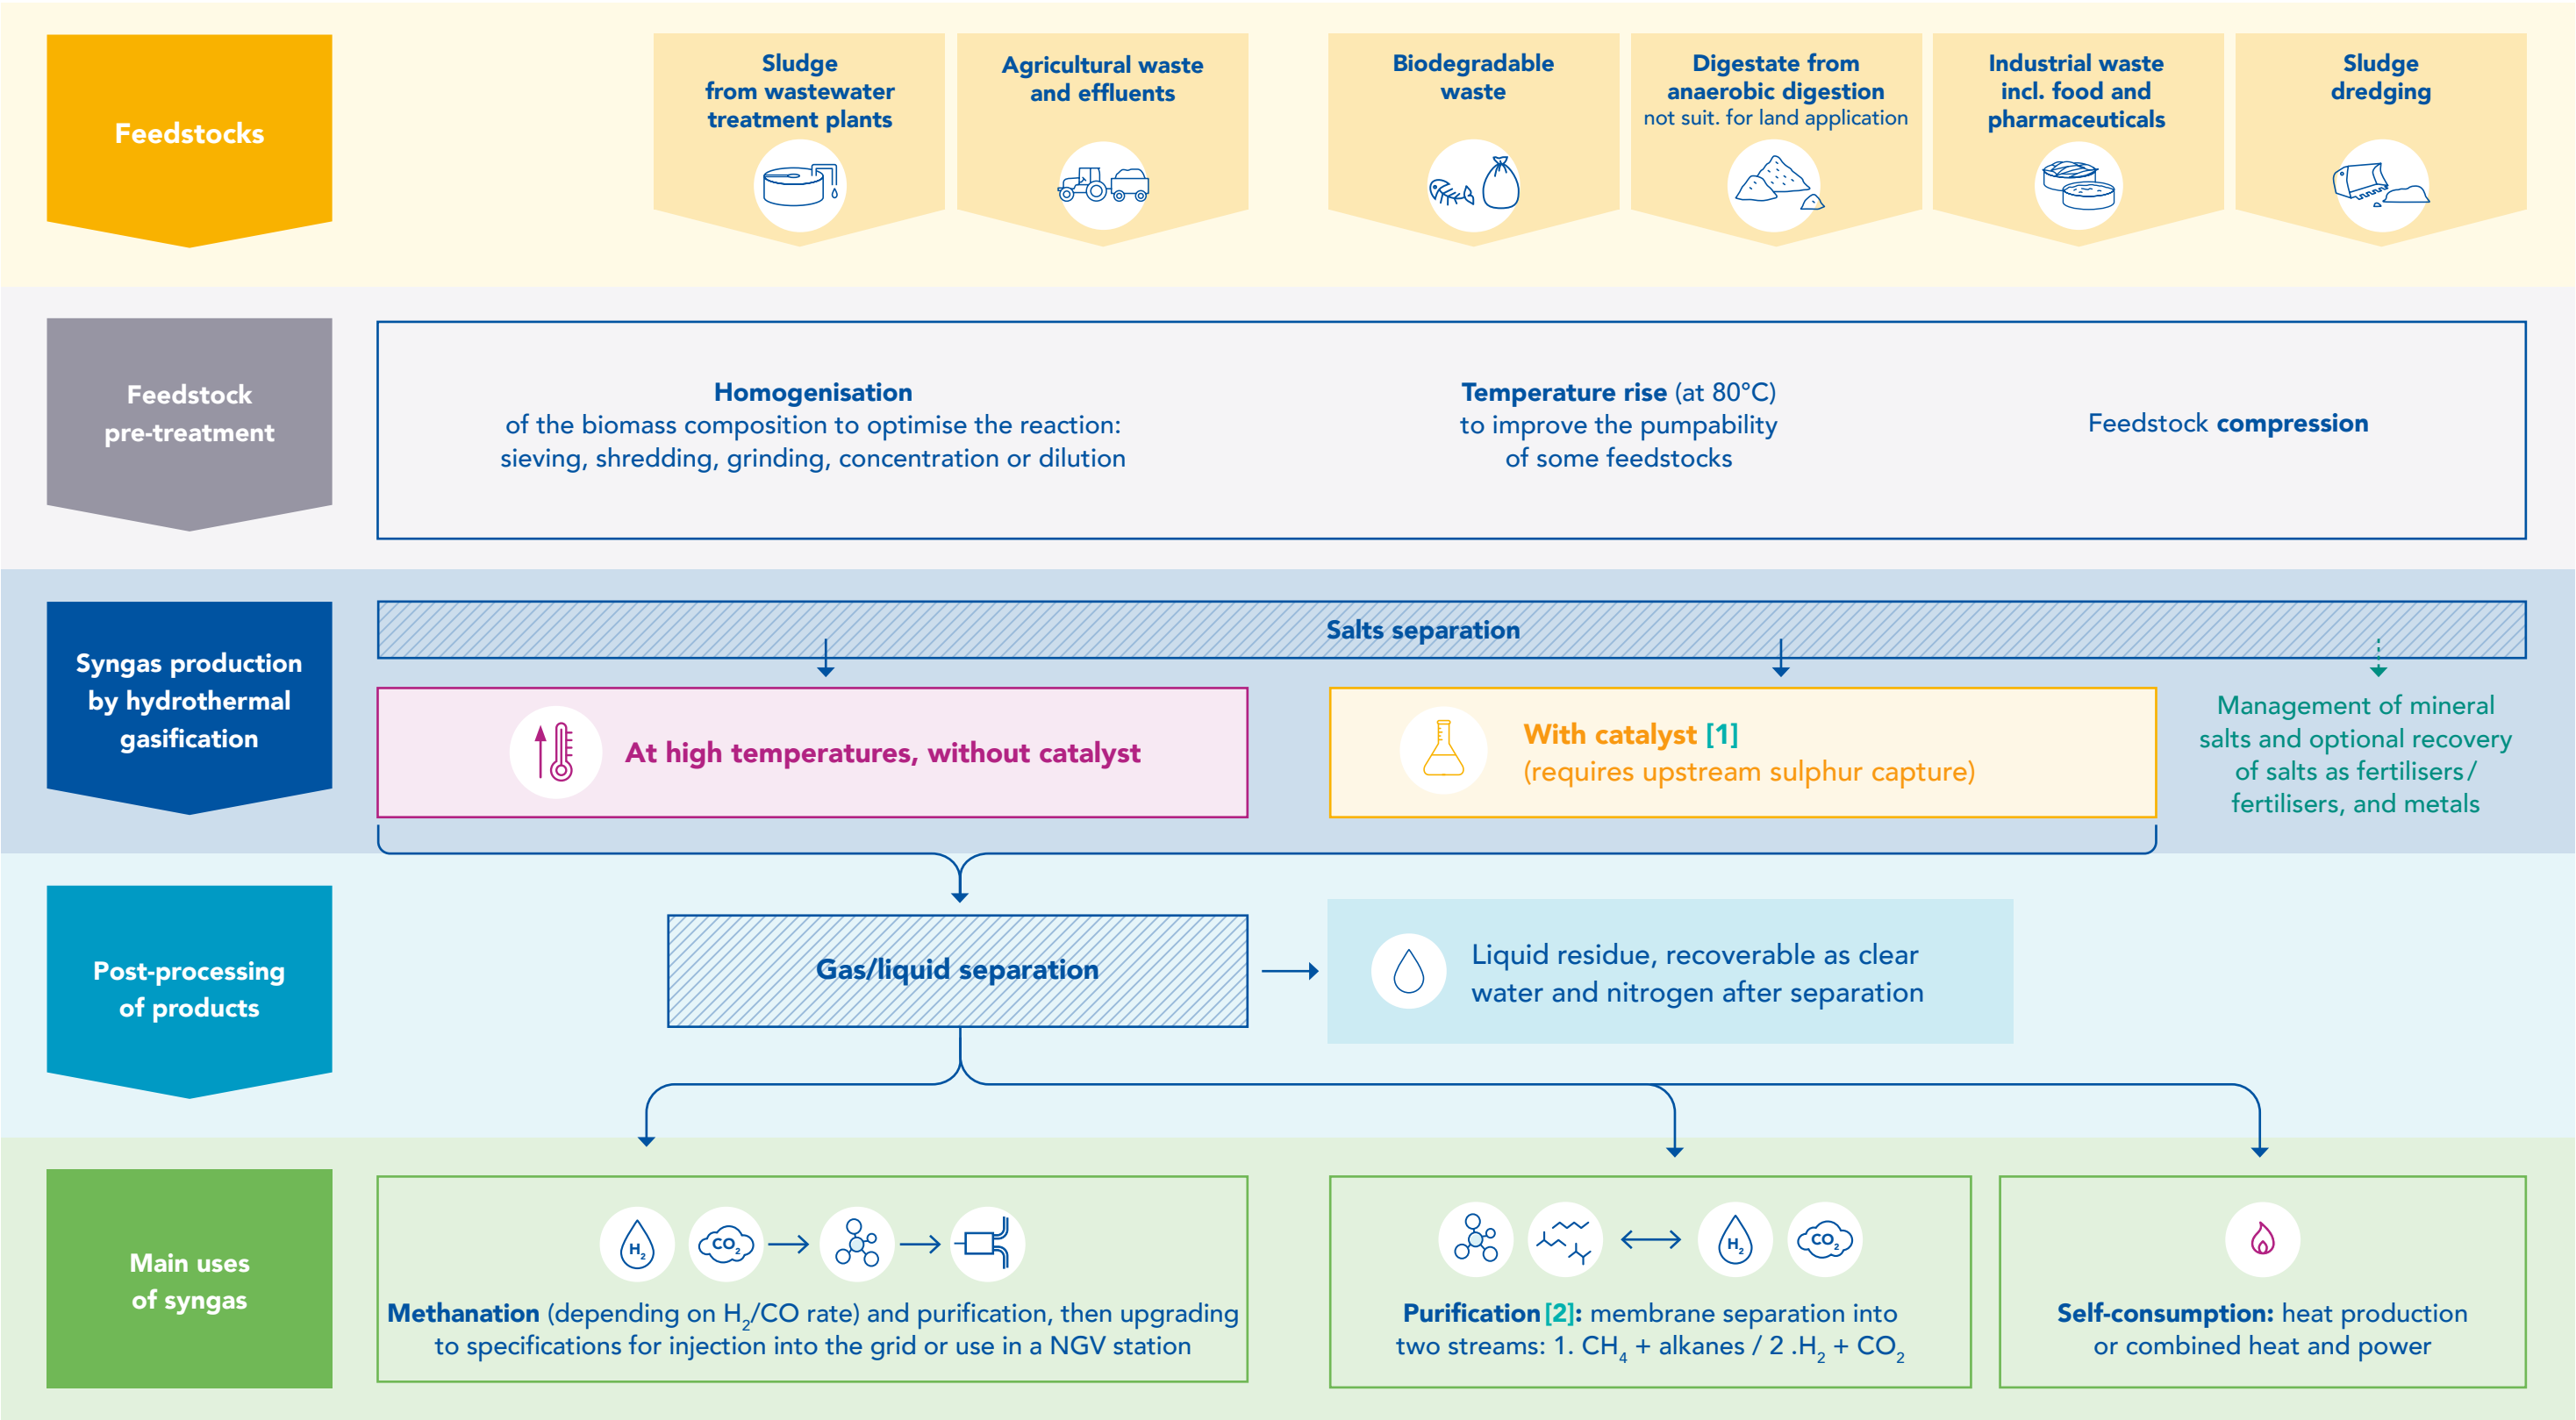 Feedstocks
Sludge
from wastewater
treatment plants
Agricultural waste
and effluents
Biodegradable
waste
Digestate from
anaerobic digestion
not suit. for land application
Industrial waste
incl. food and
pharmaceuticals
Sludge
dredging
Feedstock
pre-treatment
Homogenisation
of the biomass composition to optimise the reaction:
sieving, shredding, grinding, concentration or dilution
Temperature rise (at 80°C)
to improve the pumpability
of some feedstocks
Feedstock compression
Syngas production
by hydrothermal
gasification
Salts separation
At high temperatures, without catalyst
With catalyst [1]
(requires upstream sulphur capture)
Management of mineral
salts and optional recovery
of salts as fertilisers/
fertilisers, and metals
Post-processing
of products
Gas/liquid separation
Liquid residue, recoverable as clear
water and nitrogen after separation
Main uses
of syngas
H₂
CO₂
Methanation (depending on H₂/CO rate) and purification, then upgrading
to specifications for injection into the grid or use in a NGV station
H₂
CO₂
Purification [2]: membrane separation into
two streams: 1. CH₄ + alkanes / 2 .H₂ + CO₂
Self-consumption: heat production
or combined heat and power